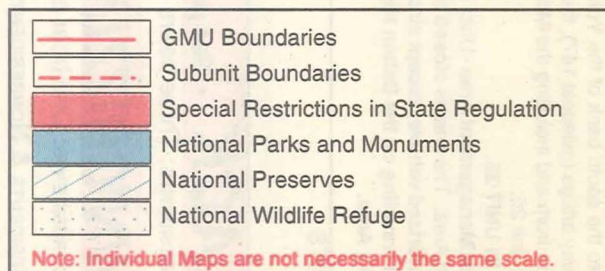 GMU Boundaries
Subunit Boundaries
Special Restrictions in State Regulation
National Parks and Monuments
National Preserves
National Wildlife Refuge
Note: Individual Maps are not necessarily the same scale.